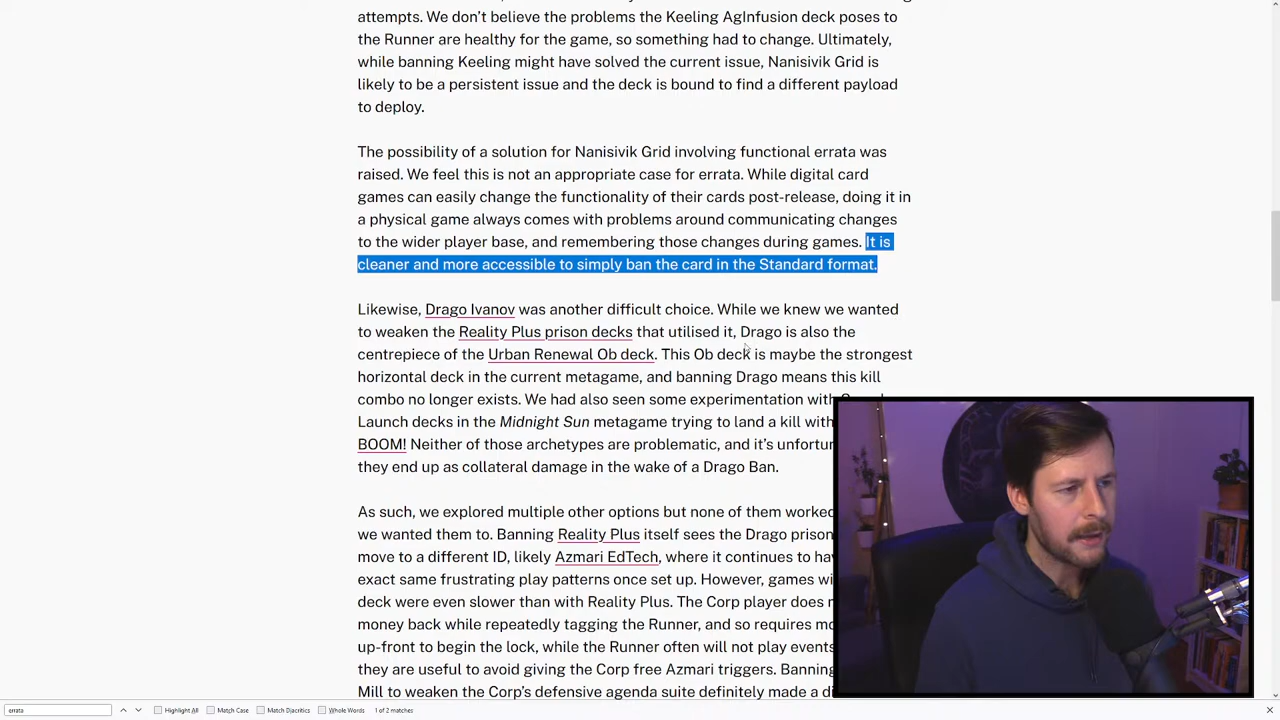 attempts. We don't believe the problems the Keeling AgInfusion deck poses to
the Runner are healthy for the game, so something had to change. Ultimately,
while banning Keeling might have solved the current issue, Nanisivik Grid is
likely to be a persistent issue and the deck is bound to find a different payload
to deploy.
The possibility of a solution for Nanisivik Grid involving functional errata was
raised. We feel this is not an appropriate case for errata. While digital card
games can easily change the functionality of their cards post-release, doing it in
a physical game always comes with problems around communicating changes
to the wider player base, and remembering those changes during games. It is
cleaner and more accessible to simply ban the card in the Standard format.
Likewise, Drago Ivanov was another difficult choice. While we knew we wanted
to weaken the Reality Plus prison decks that utilised it, Drago is also the
centrepiece of the Urban Renewal Ob deck. This Ob deck is maybe the strongest
horizontal deck in the current metagame, and banning Drago means this kill
combo no longer exists. We had also seen some experimentation with
Launch decks in the Midnight Sun metagame trying to land a kill with
BOOM! Neither of those archetypes are problematic, and it's
they end up as collateral damage in the wake of a Drago Ban.
As such, we explored multiple other options but none of them worked
we wanted them to. Banning Reality Plus itself sees the Drago prison
move to a different ID, likely Azmari EdTech, where it continues to
exact same frustrating play patterns once set up. However, games
deck were even slower than with Reality Plus. The Corp player does
money back while repeatedly tagging the Runner, and so requires
up-front to begin the lock, while the Runner often will not play events
they are useful to avoid giving the Corp free Azmari triggers. Banning
Mill to weaken the Corp's defensive agenda suite definitely made a
errata Highlight All Match Case Match Diacritics Whole Words 1 of 2 matches